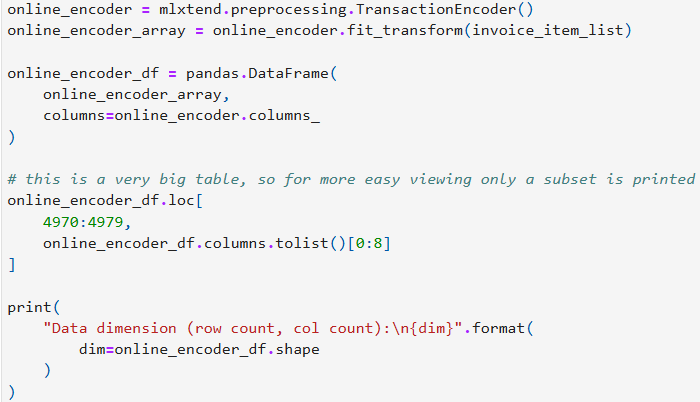 online_encoder = mlxtend.preprocessing.TransactionEncoder()
online_encoder_array = online_encoder.fit_transform(invoice_item_list)

online_encoder_df = pandas.DataFrame(
    online_encoder_array,
    columns=online_encoder.columns_
)

# this is a very big table, so for more easy viewing only a subset is printed
online_encoder_df.loc[
    4970:4979,
    online_encoder_df.columns.tolist()[0:8]
]

print(
    "Data dimension (row count, col count):\n{dim}".format(
        dim=online_encoder_df.shape
    )
)